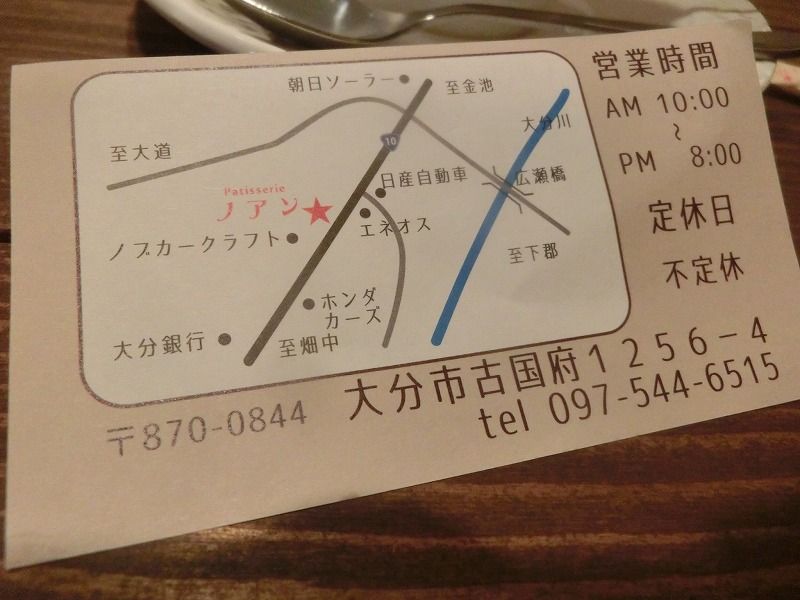 朝日ソーラー
至金池
10
大分川
至大道
日産自動車
広瀬橋
Patisserie
ノアン
エネオス
ノブカークラフト
至下郡
ホンダ
カーズ
大分銀行
至畑中
営業時間
AM 10:00
~
PM 8:00
定休日
不定休
〒870-0844
大分市古国府1256-4
tel 097-544-6515